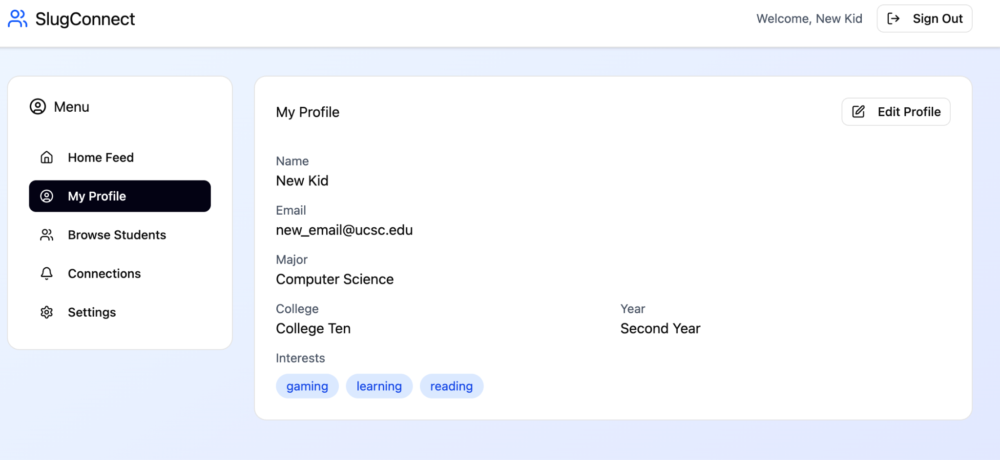 SlugConnect
Welcome, New Kid
Sign Out
Menu
Home Feed
My Profile
Browse Students
Connections
Settings
My Profile
Edit Profile
Name
New Kid
Email
new_email@ucsc.edu
Major
Computer Science
College
College Ten
Year
Second Year
Interests
gaming
learning
reading